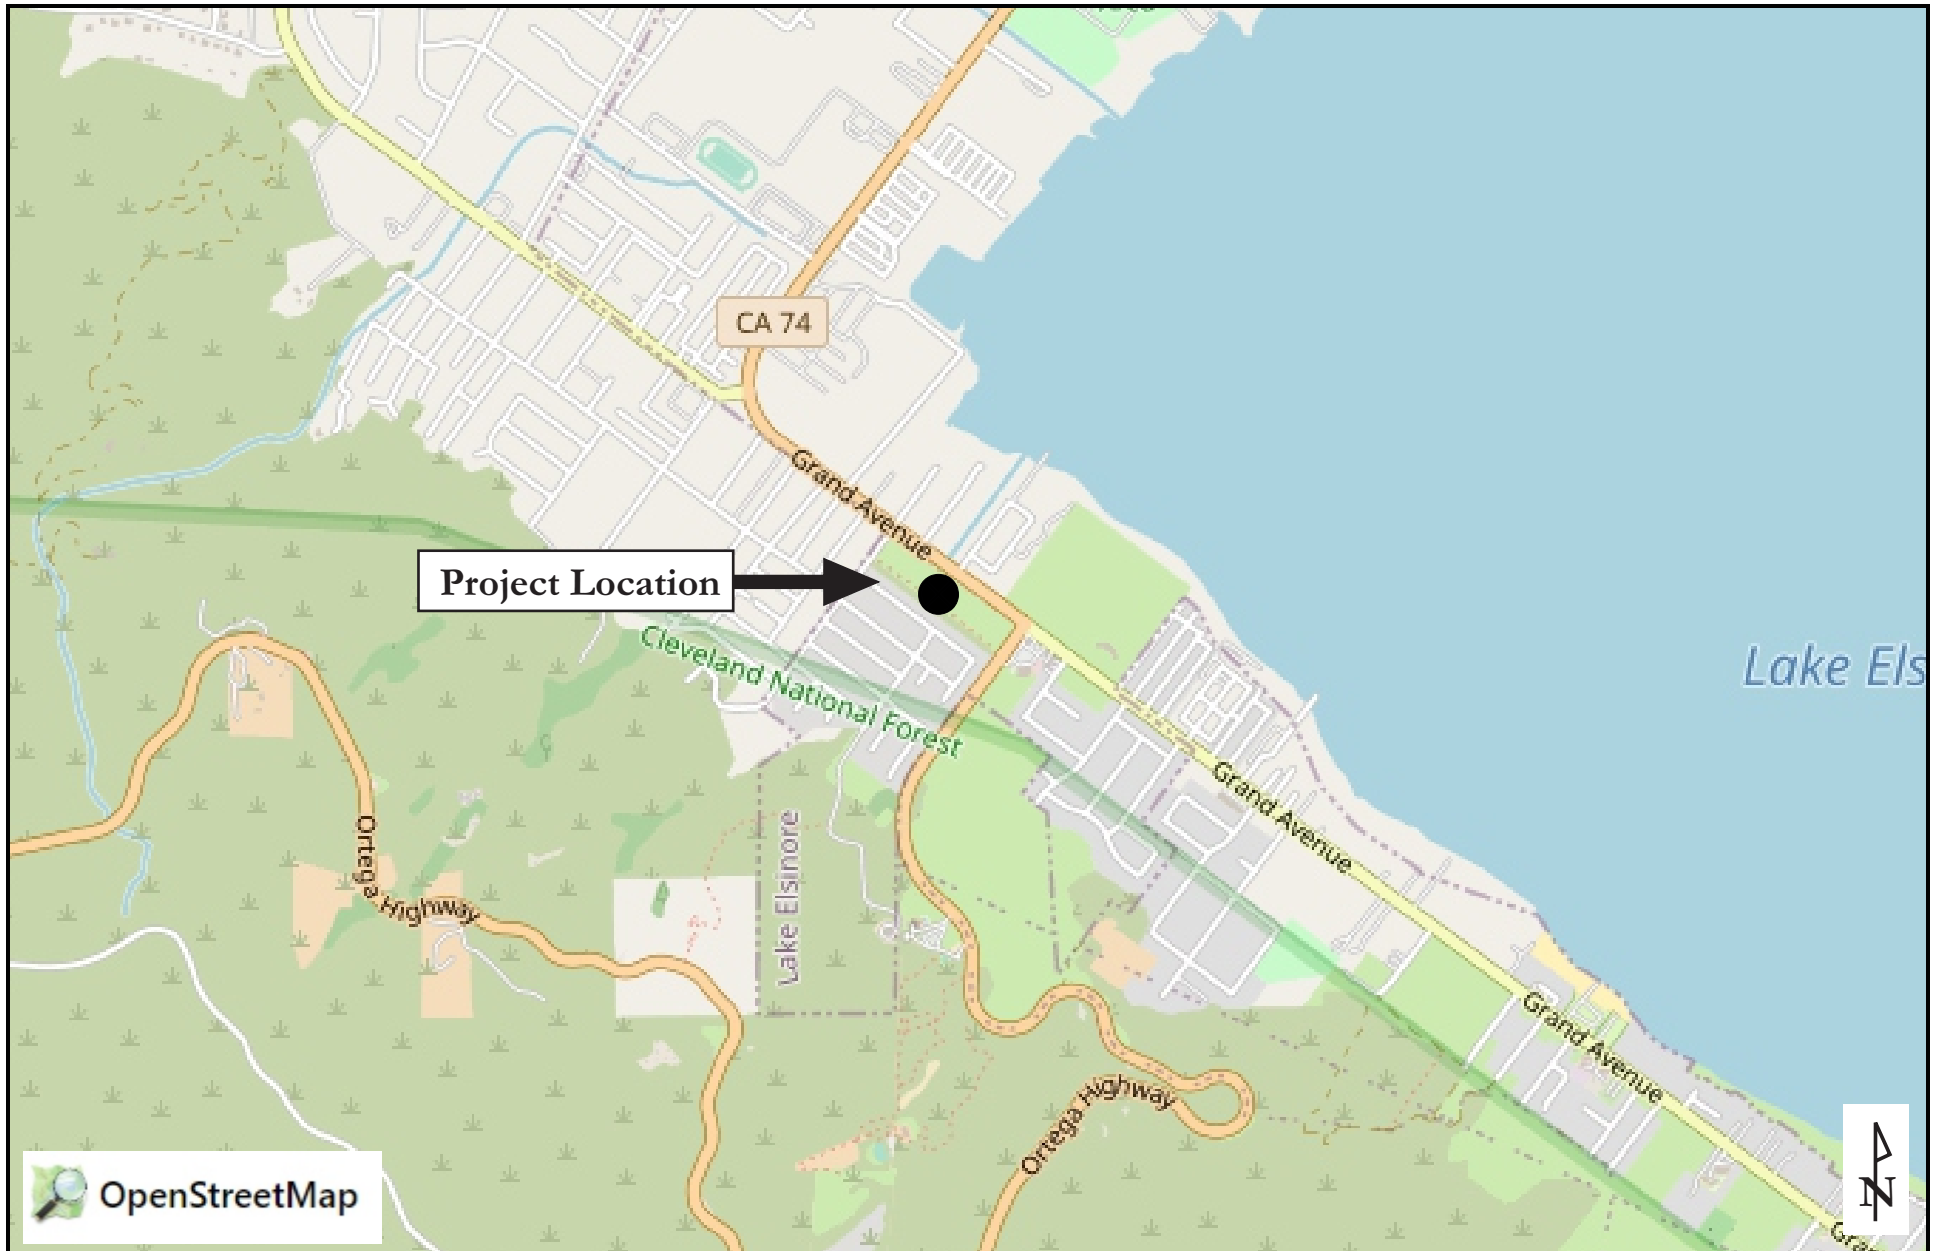 CA 74
Grand Avenue
Project Location
Cleveland National Forest
Lake Els
Grand Avenue
Ortega Highway
Lake Elsinore
Grand Avenue
Ortega Highway
OpenStreetMap
N
Gra